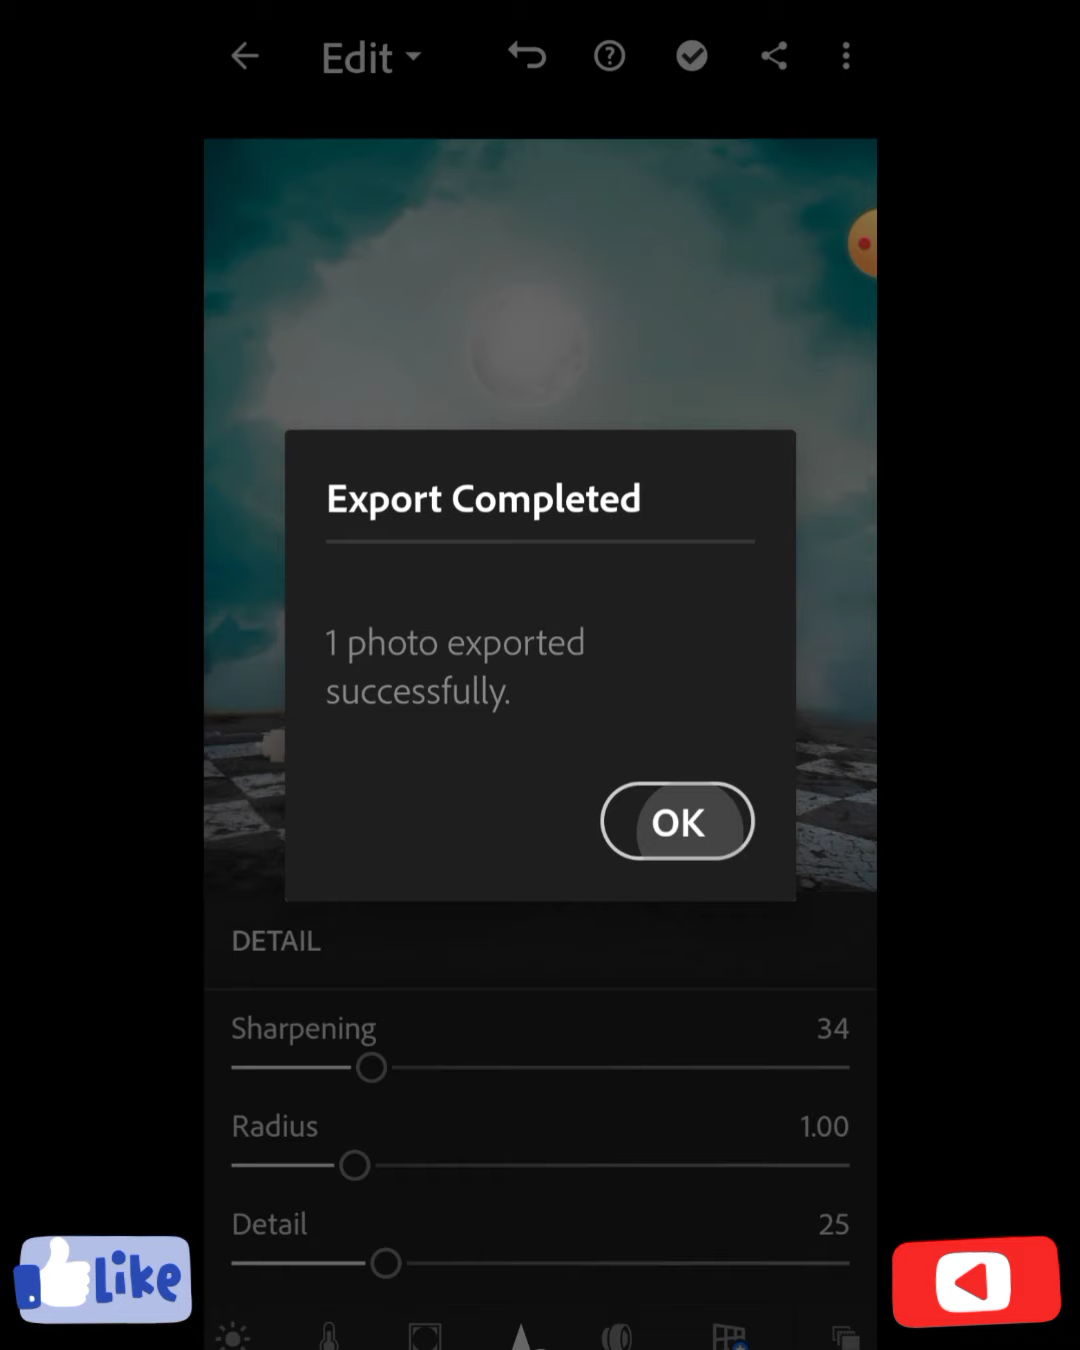 Edit
Export Completed
1 photo exported
successfully.
OK
DETAIL
Sharpening 34
Radius 1.00
Detail 25
Like